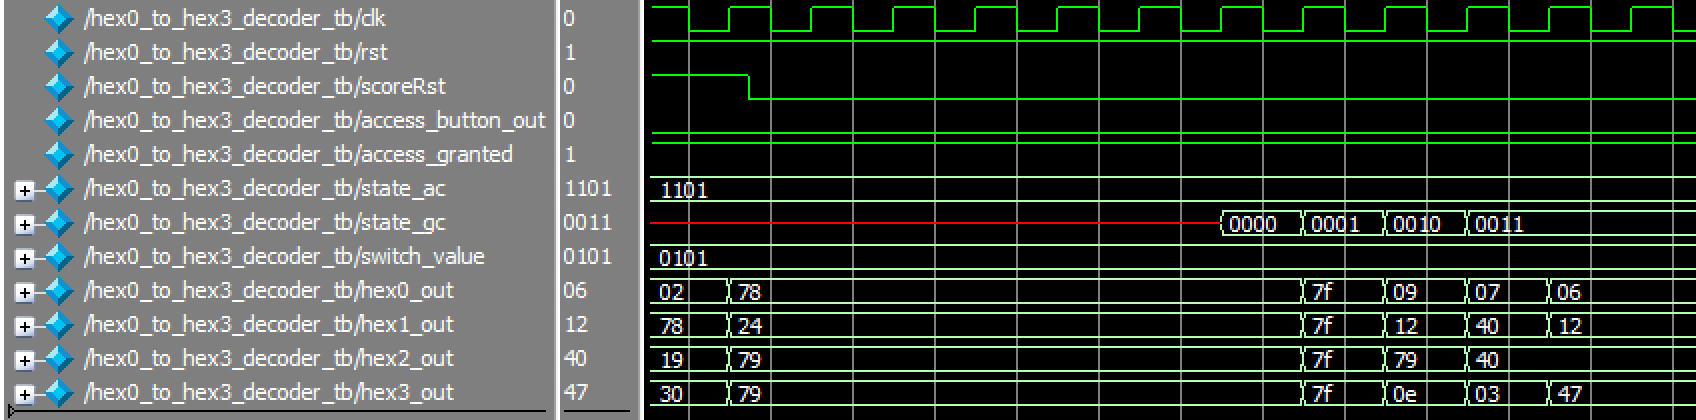 /hex0_to_hex3_decoder_tb/clk 0
/hex0_to_hex3_decoder_tb/rst 1
/hex0_to_hex3_decoder_tb/scoreRst 0
/hex0_to_hex3_decoder_tb/access_button_out 0
/hex0_to_hex3_decoder_tb/access_granted 1
/hex0_to_hex3_decoder_tb/state_ac 1101 1101
/hex0_to_hex3_decoder_tb/state_gc 0011 0000 0001 0010 0011
/hex0_to_hex3_decoder_tb/switch_value 0101 0101
/hex0_to_hex3_decoder_tb/hex0_out 06 02 78 7f 09 07 06
/hex0_to_hex3_decoder_tb/hex1_out 12 78 24 7f 12 40 12
/hex0_to_hex3_decoder_tb/hex2_out 40 19 79 7f 79 40
/hex0_to_hex3_decoder_tb/hex3_out 47 30 79 7f 0e 03 47